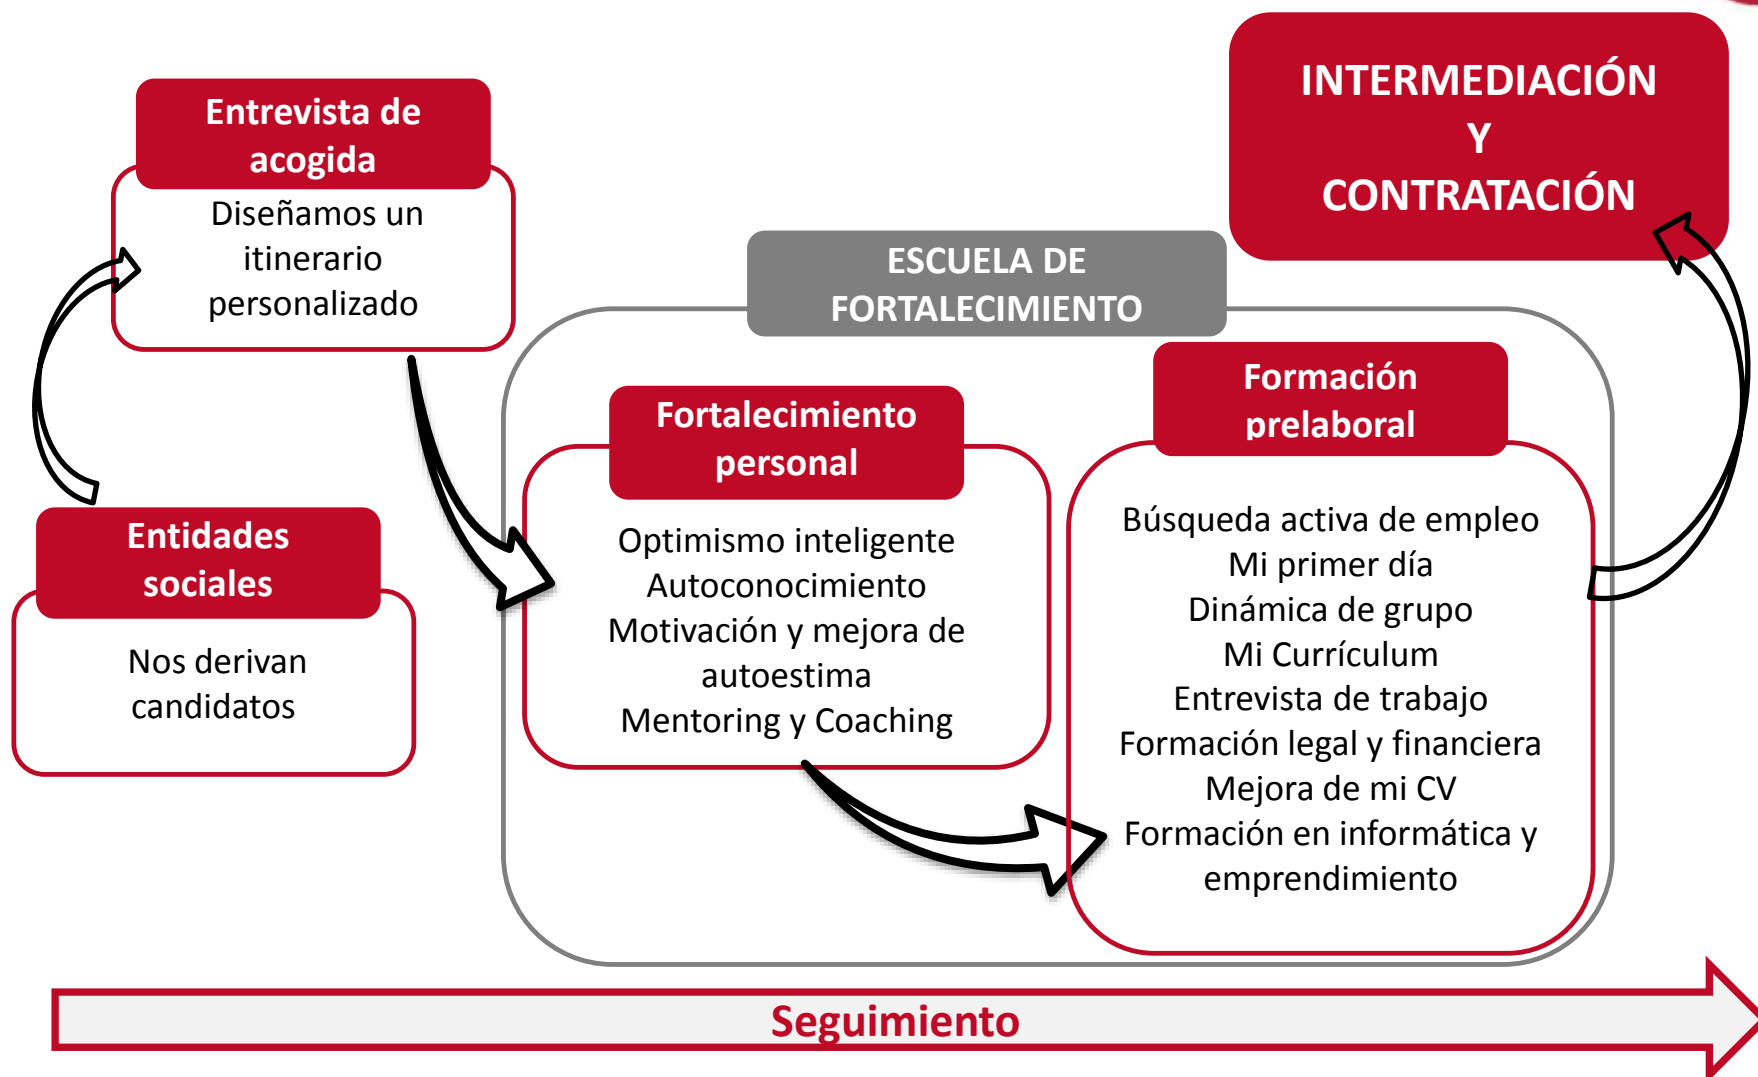 Entrevista de
acogida
Diseñamos un
itinerario
personalizado
Entidades
sociales
Nos derivan
candidatos
ESCUELA DE
FORTALECIMIENTO
Fortalecimiento
personal
Optimismo inteligente
Autoconocimiento
Motivación y mejora de
autoestima
Mentoring y Coaching
Formación
prelaboral
Búsqueda activa de empleo
Mi primer día
Dinámica de grupo
Mi Currículum
Entrevista de trabajo
Formación legal y financiera
Mejora de mi CV
Formación en informática y
emprendimiento
INTERMEDIACIÓN
Y
CONTRATACIÓN
Seguimiento